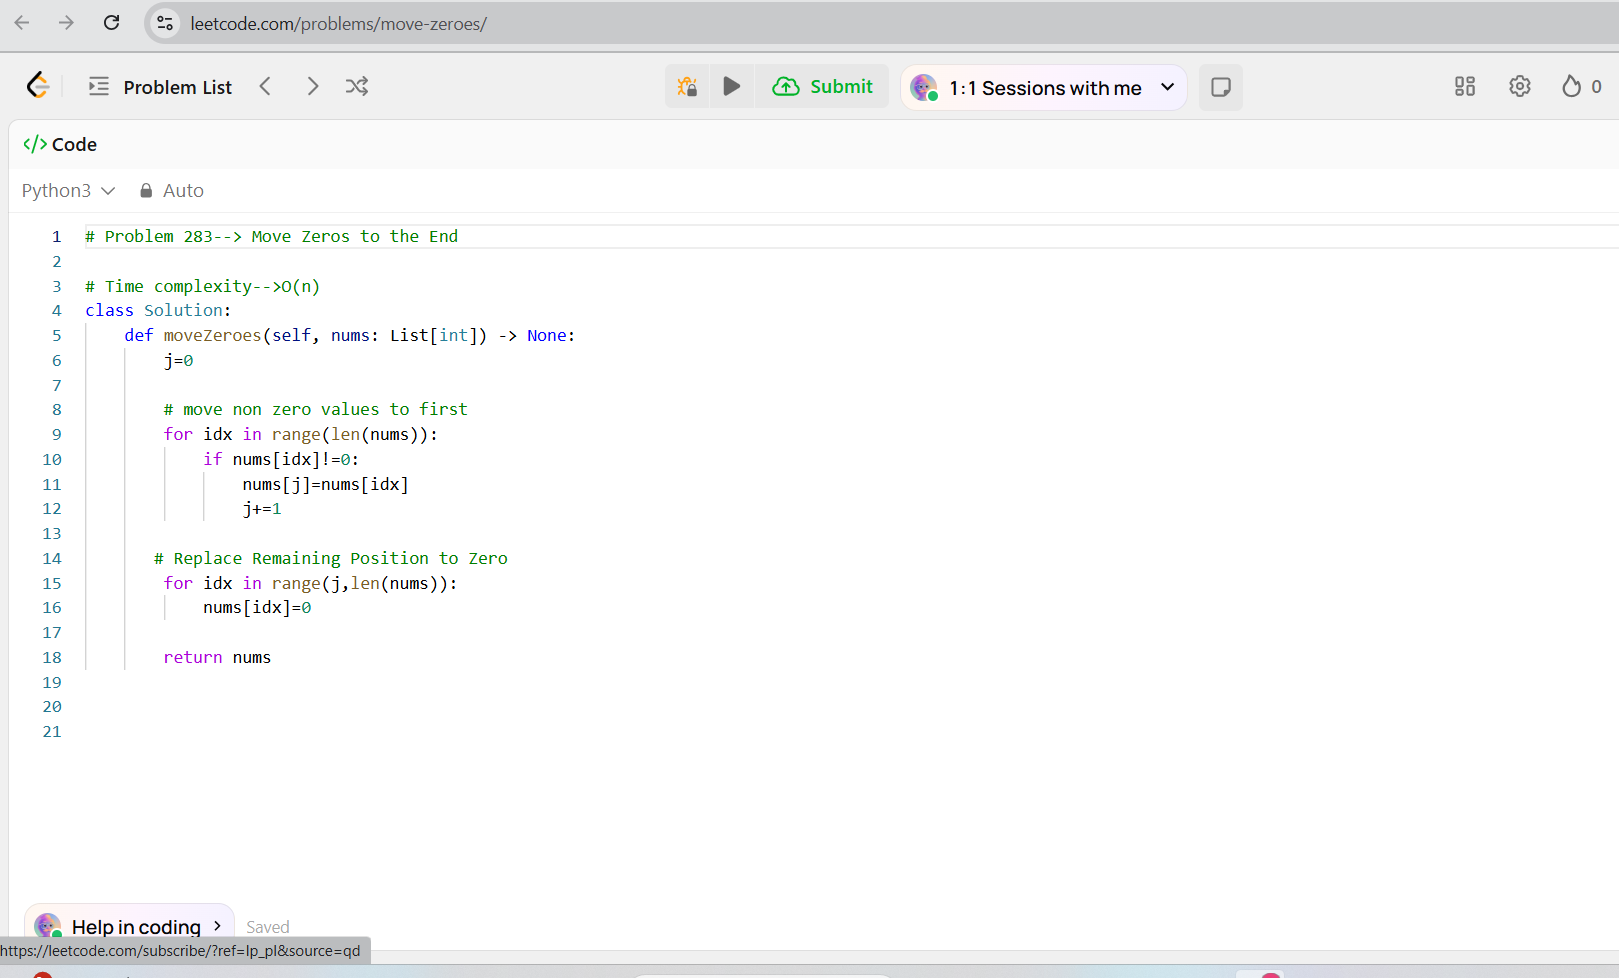 leetcode.com/problems/move-zeroes/
Problem List
Submit
1:1 Sessions with me
0
</> Code
Python3
Auto
1 # Problem 283--> Move Zeros to the End
2
3 # Time complexity-->O(n)
4 class Solution:
5 def moveZeroes(self, nums: List[int]) -> None:
6 j=0
7
8 # move non zero values to first
9 for idx in range(len(nums)):
10 if nums[idx]!=0:
11 nums[j]=nums[idx]
12 j+=1
13
14 # Replace Remaining Position to Zero
15 for idx in range(j,len(nums)):
16 nums[idx]=0
17
18 return nums
19
20
21
Help in coding
Saved
https://leetcode.com/subscribe/?ref=lp_pl&source=qd